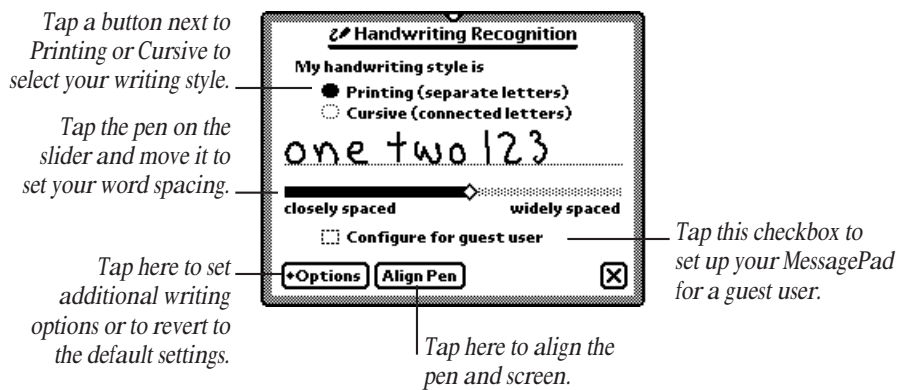 Tap a button next to
Printing or Cursive to
select your writing style.
Handwriting Recognition
My handwriting style is
Printing (separate letters)
Cursive (connected letters)
Tap the pen on the
slider and move it to
set your word spacing.
one two 123
closely spaced widely spaced
Configure for guest user
Tap this checkbox to
set up your MessagePad
for a guest user.
Tap here to set
additional writing
options or to revert to
the default settings.
Options Align Pen
Tap here to align the
pen and screen.